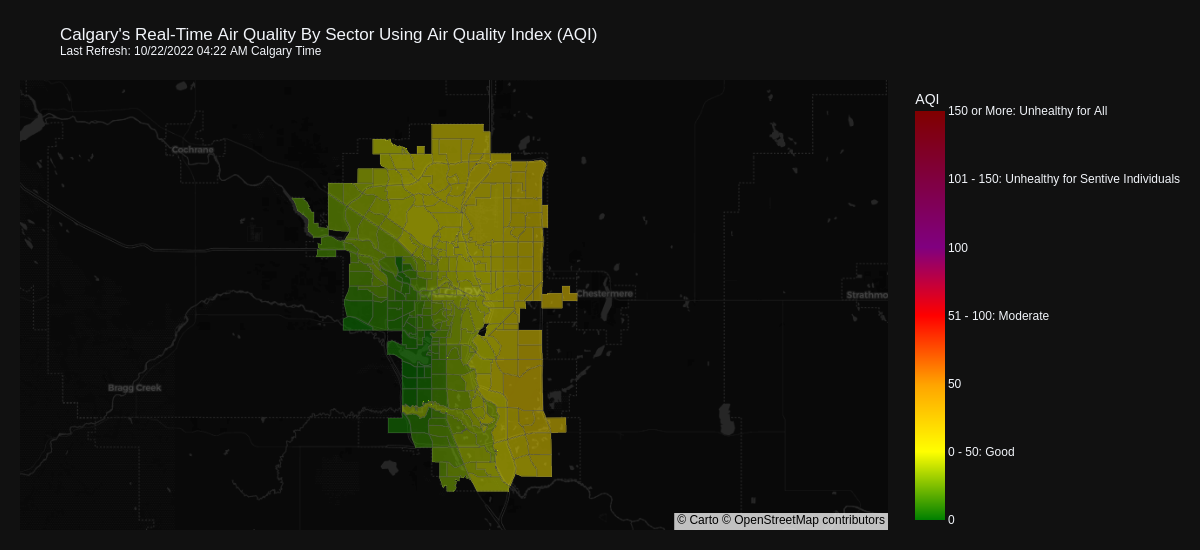 Calgary's Real-Time Air Quality By Sector Using Air Quality Index (AQI)
Last Refresh: 10/22/2022 04:22 AM Calgary Time
AQI
150 or More: Unhealthy for All
Cochrane
101 - 150: Unhealthy for Sentive Individuals
100
CALGARY
Chestermere
Strathmo
51 - 100: Moderate
Bragg Creek
50
0 - 50: Good
0
© Carto © OpenStreetMap contributors